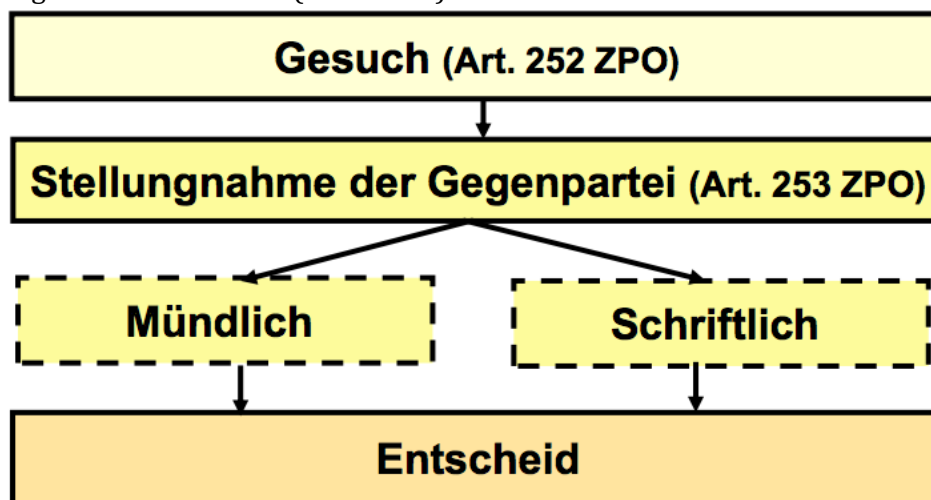 Gesuch (Art. 252 ZPO)
Stellungnahme der Gegenpartei (Art. 253 ZPO)
Mündlich
Schriftlich
Entscheid